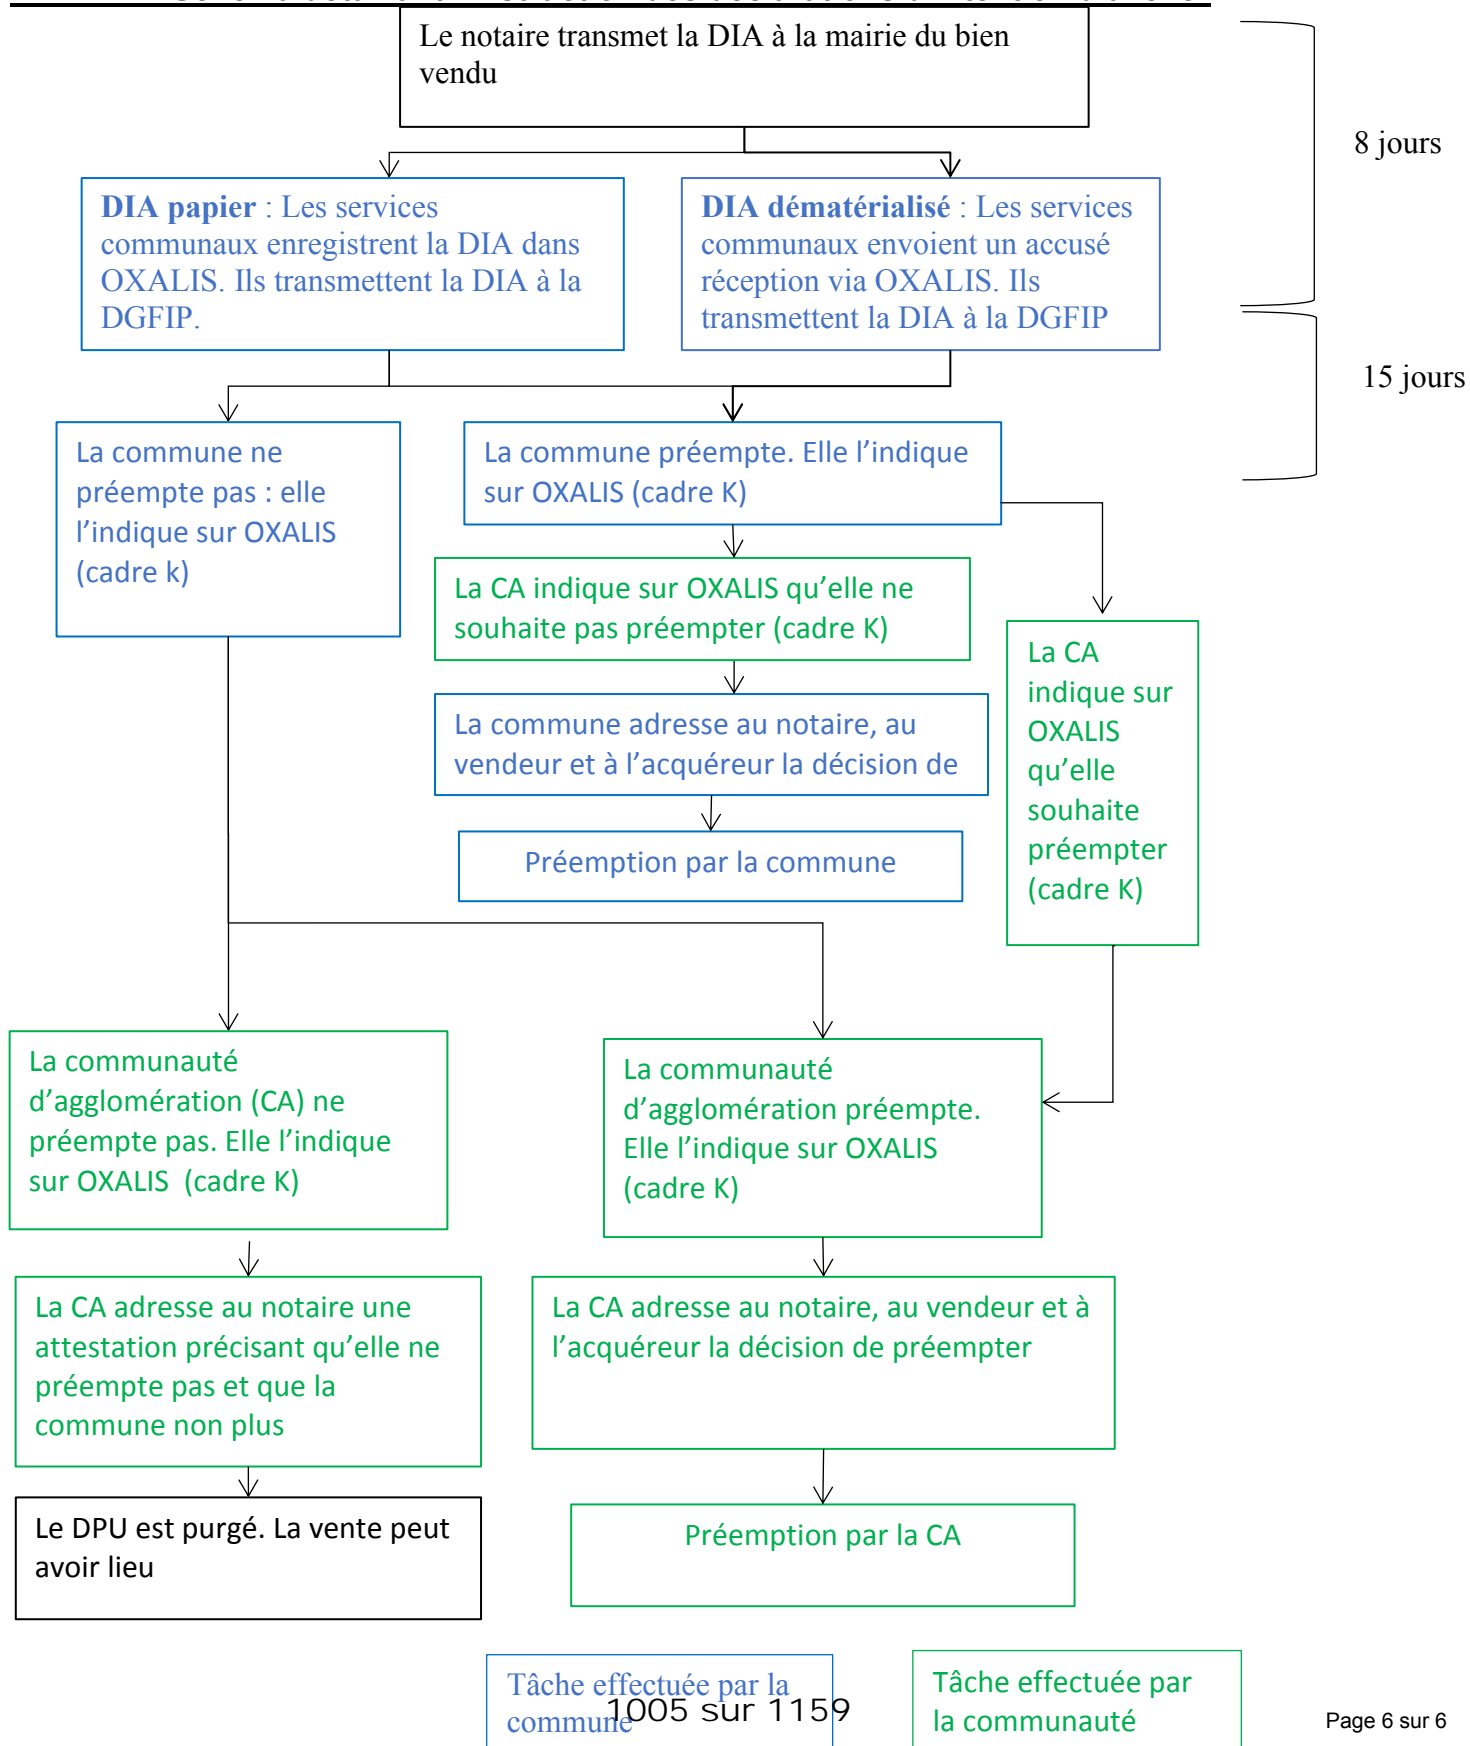 Le notaire transmet la DIA à la mairie du bien
vendu
8 jours
DIA papier : Les services
communaux enregistrent la DIA dans
OXALIS. Ils transmettent la DIA à la
DGFIP.
DIA dématérialisé : Les services
communaux envoient un accusé
réception via OXALIS. Ils
transmettent la DIA à la DGFIP
15 jours
La commune ne
préempte pas : elle
l’indique sur OXALIS
(cadre k)
La commune préempte. Elle l’indique
sur OXALIS (cadre K)
La CA indique sur OXALIS qu’elle ne
souhaite pas préempter (cadre K)
La CA
indique sur
OXALIS
qu’elle
souhaite
préempter
(cadre K)
La commune adresse au notaire, au
vendeur et à l’acquéreur la décision de
Préemption par la commune
La communauté
d’agglomération (CA) ne
préempte pas. Elle l’indique
sur OXALIS  (cadre K)
La communauté
d’agglomération préempte.
Elle l’indique sur OXALIS
(cadre K)
La CA adresse au notaire une
attestation précisant qu’elle ne
préempte pas et que la
commune non plus
La CA adresse au notaire, au vendeur et à
l’acquéreur la décision de préempter
Le DPU est purgé. La vente peut
avoir lieu
Préemption par la CA
Tâche effectuée par la
commune
Tâche effectuée par
la communauté
1005 sur 1159
Page 6 sur 6